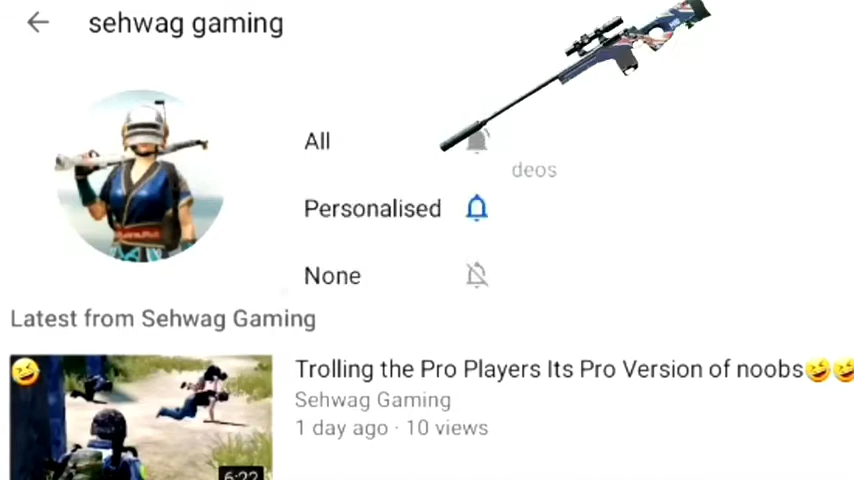 sehwag gaming
All
deos
Personalised
None
Latest from Sehwag Gaming
Trolling the Pro Players Its Pro Version of noobs🤣🤣
Sehwag Gaming
1 day ago · 10 views
6:22